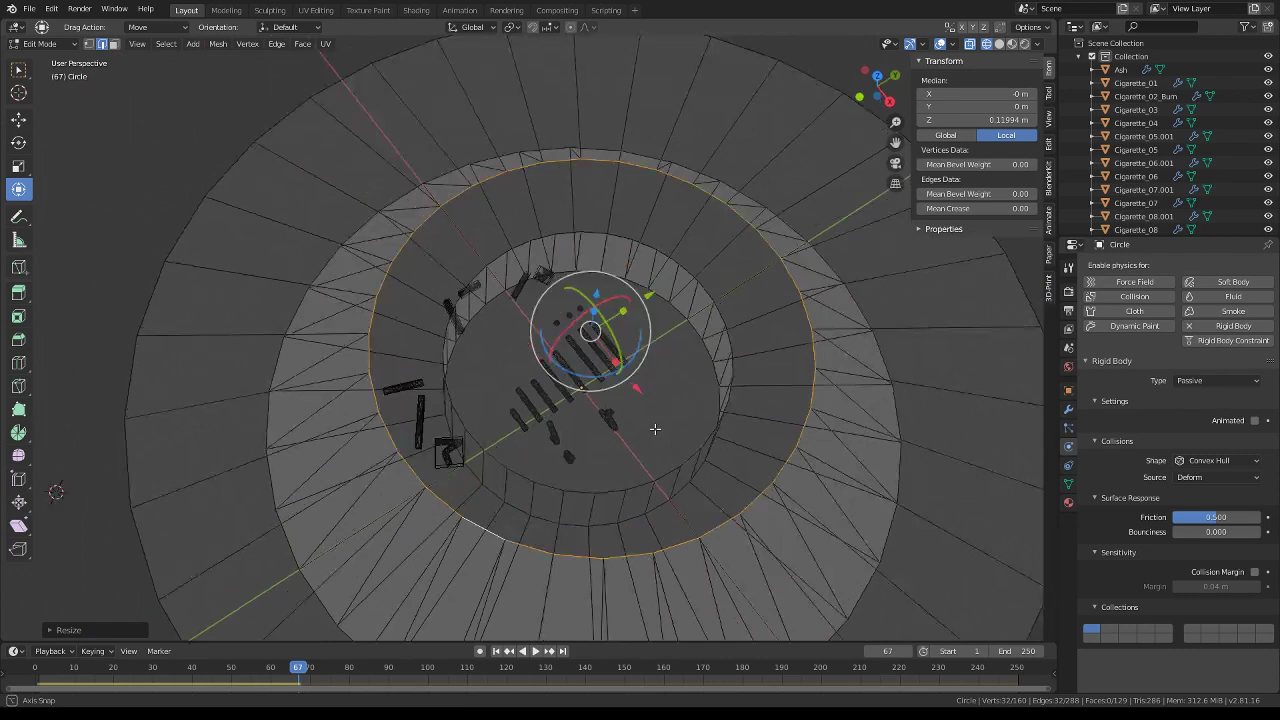 File Edit Render Window Help Layout Modeling Sculpting UV Editing Texture Paint Shading Animation Rendering Compositing Scripting + Scene View Layer
Drag Action: Move Orientation: Default Global X Y Z Options
Edit Mode View Select Add Mesh Vertex Edge Face UV
User Perspective
(67) Circle
Transform
Median:
X -0 m
Y 0 m
Z 0.11994 m
Global Local
Vertices Data:
Mean Bevel Weight 0.00
Edges Data:
Mean Bevel Weight 0.00
Mean Crease 0.00
Properties
Item
Tool
View
Edit
BlenderKit
Animate
Paper
3D-Print
Z
Y
X
Scene Collection
Collection
Ash
Cigarette_01
Cigarette_02_Burn
Cigarette_03
Cigarette_04
Cigarette_05.001
Cigarette_05
Cigarette_06.001
Cigarette_06
Cigarette_07.001
Cigarette_07
Cigarette_08.001
Cigarette_08
Circle
Enable physics for:
Force Field Soft Body
Collision Fluid
Cloth Smoke
Dynamic Paint Rigid Body
Rigid Body Constraint
Rigid Body
Type Passive
Settings
Animated
Collisions
Shape Convex Hull
Source Deform
Surface Response
Friction 0.500
Bounciness 0.000
Sensitivity
Collision Margin
Margin 0.04 m
Collections
Resize
Playback Keying View Marker 67 Start 1 End 250
0 10 20 30 40 50 60 67 70 80 90 100 110 120 130 140 150 160 170 180 190 200 210 220 230 240 250
Axis Snap Circle | Verts:32/160 | Edges:32/288 | Faces:0/129 | Tris:286 | Mem: 312.6 MiB | v2.81.16